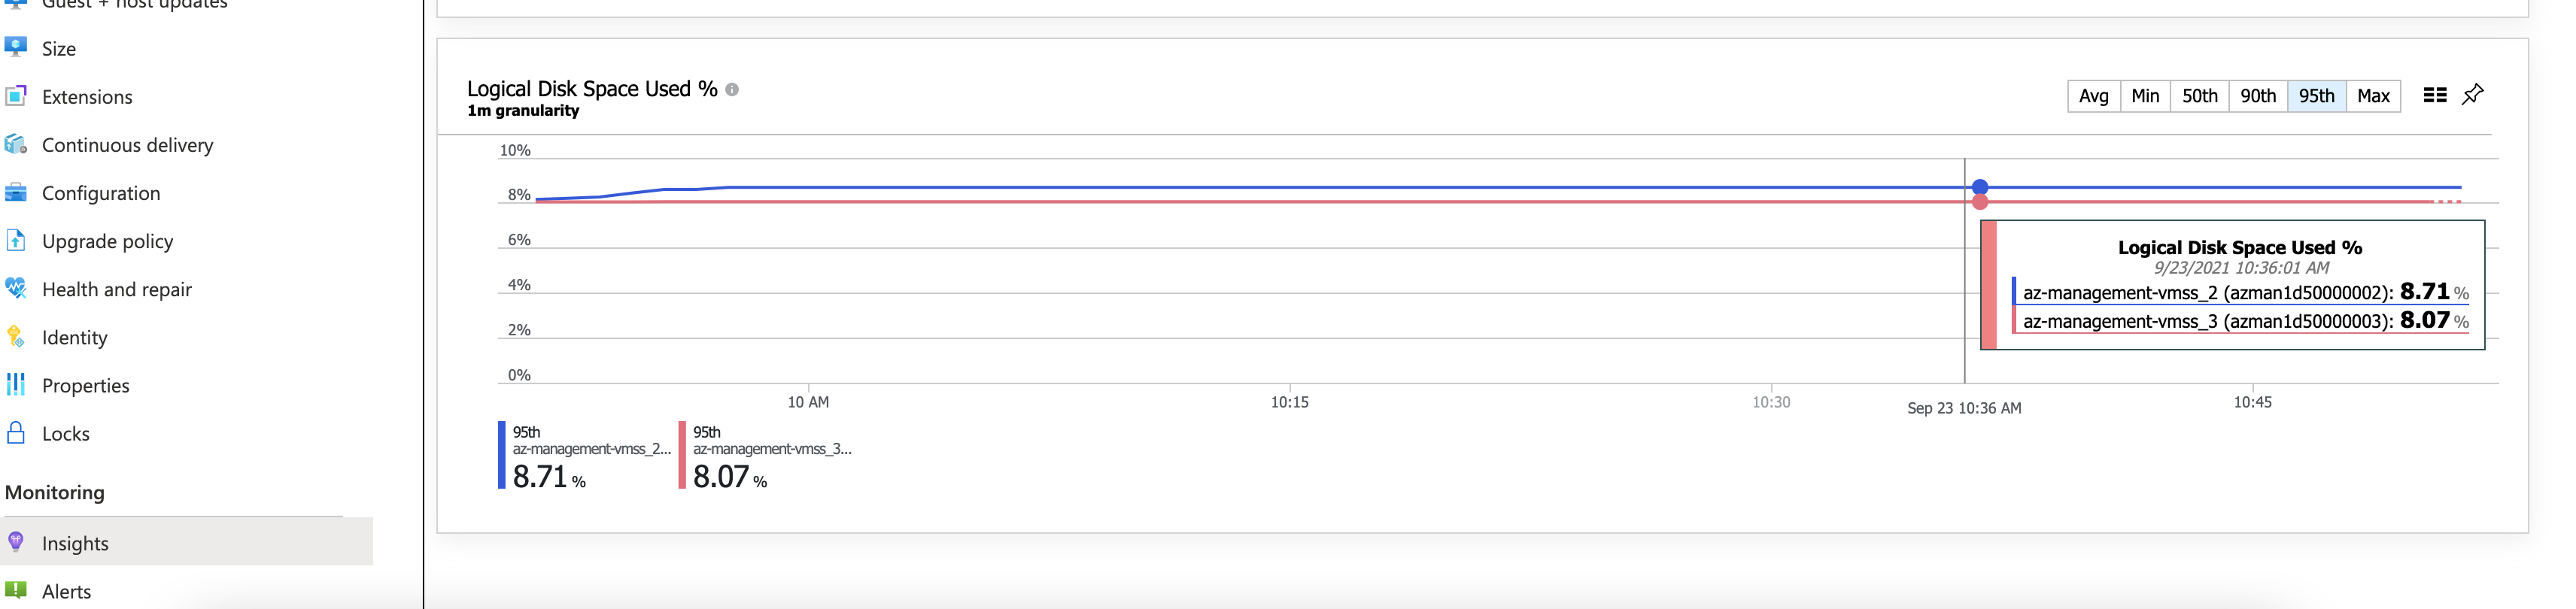 Guest + host updates
Size
Extensions
Continuous delivery
Configuration
Upgrade policy
Health and repair
Identity
Properties
Locks
Monitoring
Insights
Alerts
Logical Disk Space Used %
1m granularity
Avg Min 50th 90th 95th Max
10%
8%
6%
4%
2%
0%
10 AM 10:15 10:30 Sep 23 10:36 AM 10:45
Logical Disk Space Used %
9/23/2021 10:36:01 AM
az-management-vmss_2 (azman1d50000002): 8.71 %
az-management-vmss_3 (azman1d50000003): 8.07 %
95th
az-management-vmss_2...
8.71 %
95th
az-management-vmss_3...
8.07 %